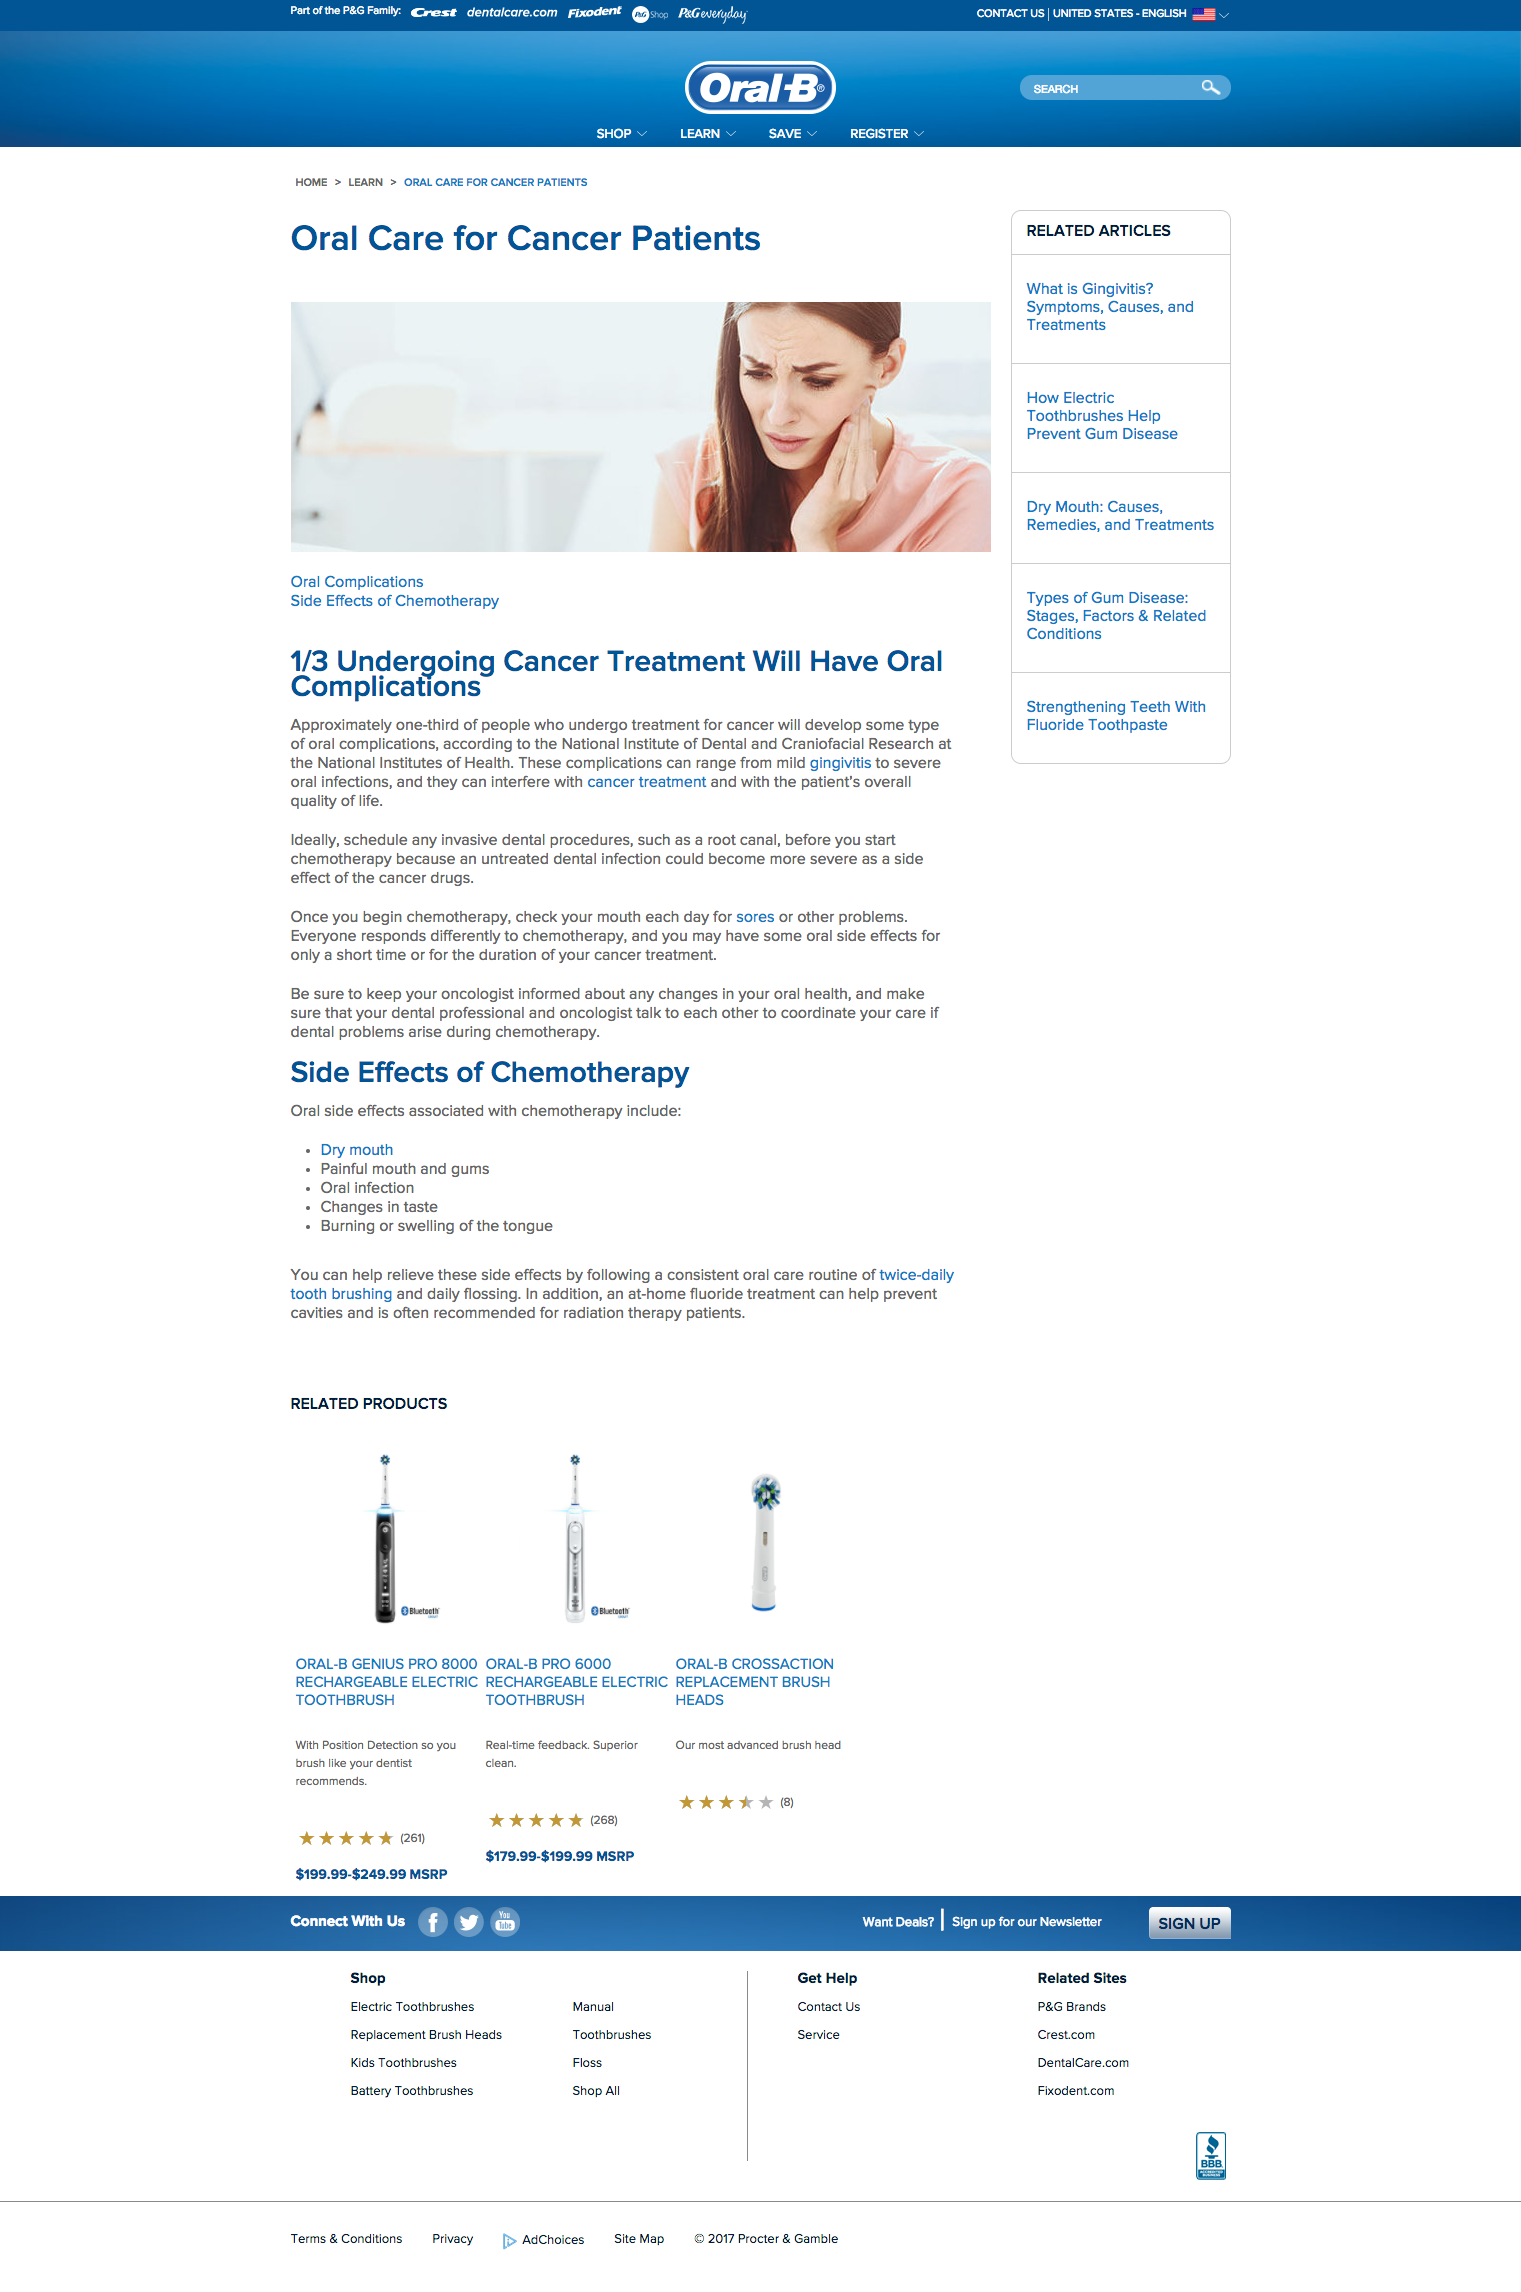 Part of the P&G Family: Crest dentalcare.com Fixodent P&G Shop P&G everyday
CONTACT US | UNITED STATES - ENGLISH
Oral-B®
SEARCH
SHOP LEARN SAVE REGISTER
HOME > LEARN > ORAL CARE FOR CANCER PATIENTS
Oral Care for Cancer Patients
Oral Complications
Side Effects of Chemotherapy
1/3 Undergoing Cancer Treatment Will Have Oral
Complications
Approximately one-third of people who undergo treatment for cancer will develop some type
of oral complications, according to the National Institute of Dental and Craniofacial Research at
the National Institutes of Health. These complications can range from mild gingivitis to severe
oral infections, and they can interfere with cancer treatment and with the patient's overall
quality of life.
Ideally, schedule any invasive dental procedures, such as a root canal, before you start
chemotherapy because an untreated dental infection could become more severe as a side
effect of the cancer drugs.
Once you begin chemotherapy, check your mouth each day for sores or other problems.
Everyone responds differently to chemotherapy, and you may have some oral side effects for
only a short time or for the duration of your cancer treatment.
Be sure to keep your oncologist informed about any changes in your oral health, and make
sure that your dental professional and oncologist talk to each other to coordinate your care if
dental problems arise during chemotherapy.
Side Effects of Chemotherapy
Oral side effects associated with chemotherapy include:
• Dry mouth
• Painful mouth and gums
• Oral infection
• Changes in taste
• Burning or swelling of the tongue
You can help relieve these side effects by following a consistent oral care routine of twice-daily
tooth brushing and daily flossing. In addition, an at-home fluoride treatment can help prevent
cavities and is often recommended for radiation therapy patients.
RELATED ARTICLES
What is Gingivitis?
Symptoms, Causes, and
Treatments
How Electric
Toothbrushes Help
Prevent Gum Disease
Dry Mouth: Causes,
Remedies, and Treatments
Types of Gum Disease:
Stages, Factors & Related
Conditions
Strengthening Teeth With
Fluoride Toothpaste
RELATED PRODUCTS
Bluetooth
ORAL-B GENIUS PRO 8000
RECHARGEABLE ELECTRIC
TOOTHBRUSH
With Position Detection so you
brush like your dentist
recommends.
(261)
$199.99-$249.99 MSRP
Bluetooth
ORAL-B PRO 6000
RECHARGEABLE ELECTRIC
TOOTHBRUSH
Real-time feedback. Superior
clean.
(268)
$179.99-$199.99 MSRP
ORAL-B CROSSACTION
REPLACEMENT BRUSH
HEADS
Our most advanced brush head
(8)
Connect With Us
You
Tube
Want Deals? | Sign up for our Newsletter
SIGN UP
Shop
Electric Toothbrushes
Replacement Brush Heads
Kids Toothbrushes
Battery Toothbrushes
Manual
Toothbrushes
Floss
Shop All
Get Help
Contact Us
Service
Related Sites
P&G Brands
Crest.com
DentalCare.com
Fixodent.com
BBB.
Terms & Conditions Privacy AdChoices Site Map © 2017 Procter & Gamble